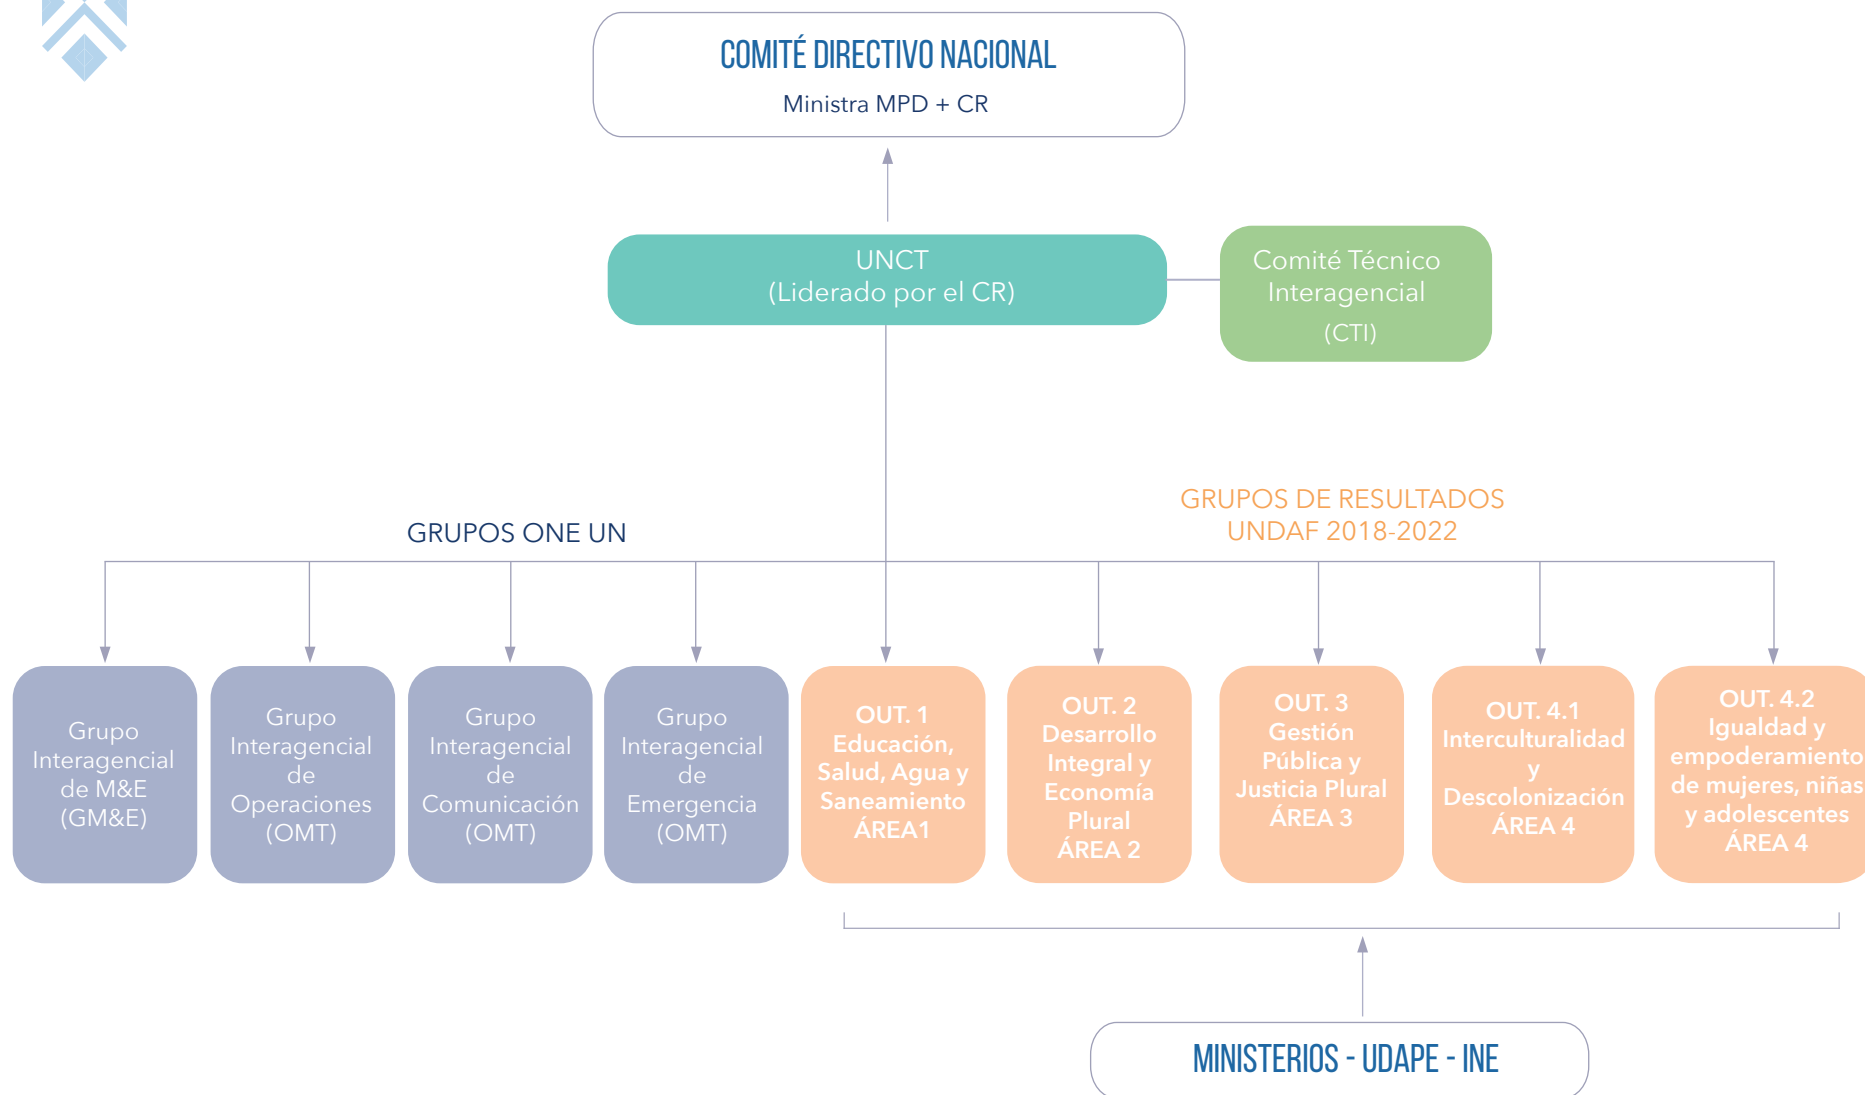 COMITÉ DIRECTIVO NACIONAL
Ministra MPD + CR
UNCT
(Liderado por el CR)
Comité Técnico
Interagencial
(CTI)
GRUPOS ONE UN
GRUPOS DE RESULTADOS
UNDAF 2018-2022
Grupo
Interagencial
de M&E
(GM&E)
Grupo
Interagencial
de
Operaciones
(OMT)
Grupo
Interagencial
de
Comunicación
(OMT)
Grupo
Interagencial
de
Emergencia
(OMT)
OUT. 1
Educación,
Salud, Agua y
Saneamiento
ÁREA1
OUT. 2
Desarrollo
Integral y
Economía
Plural
ÁREA 2
OUT. 3
Gestión
Pública y
Justicia Plural
ÁREA 3
OUT. 4.1
Interculturalidad
y
Descolonización
ÁREA 4
OUT. 4.2
Igualdad y
empoderamiento
de mujeres, niñas
y adolescentes
ÁREA 4
MINISTERIOS - UDAPE - INE